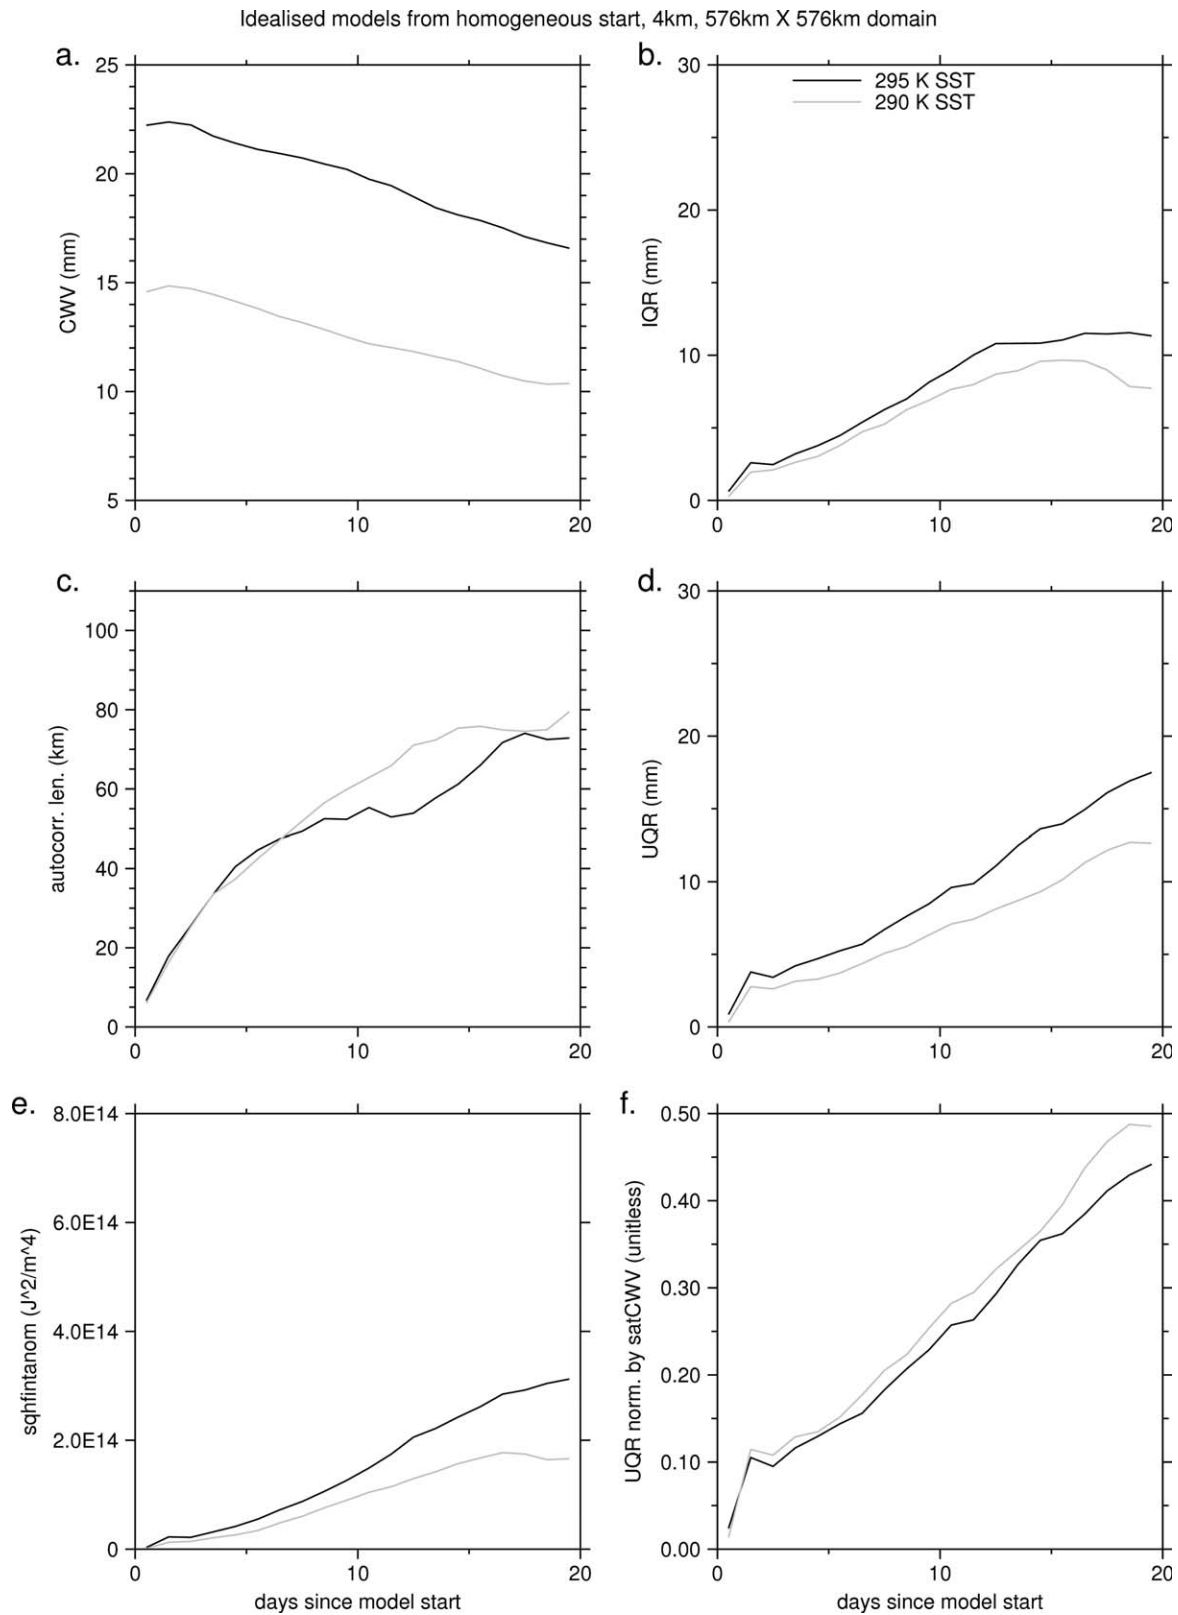 Idealised models from homogeneous start, 4km, 576km X 576km domain
a.
25
20
15
10
5
CWV (mm)
0
10
20
b.
30
20
10
0
IQR (mm)
295 K SST
290 K SST
0
10
20
c.
100
80
60
40
20
0
autocorr. len. (km)
0
10
20
d.
30
20
10
0
UQR (mm)
0
10
20
e.
8.0E14
6.0E14
4.0E14
2.0E14
0
sqhfintanom (J^2/m^4)
0
10
20
days since model start
f.
0.50
0.40
0.30
0.20
0.10
0.00
UQR norm. by satCWV (unitless)
0
10
20
days since model start